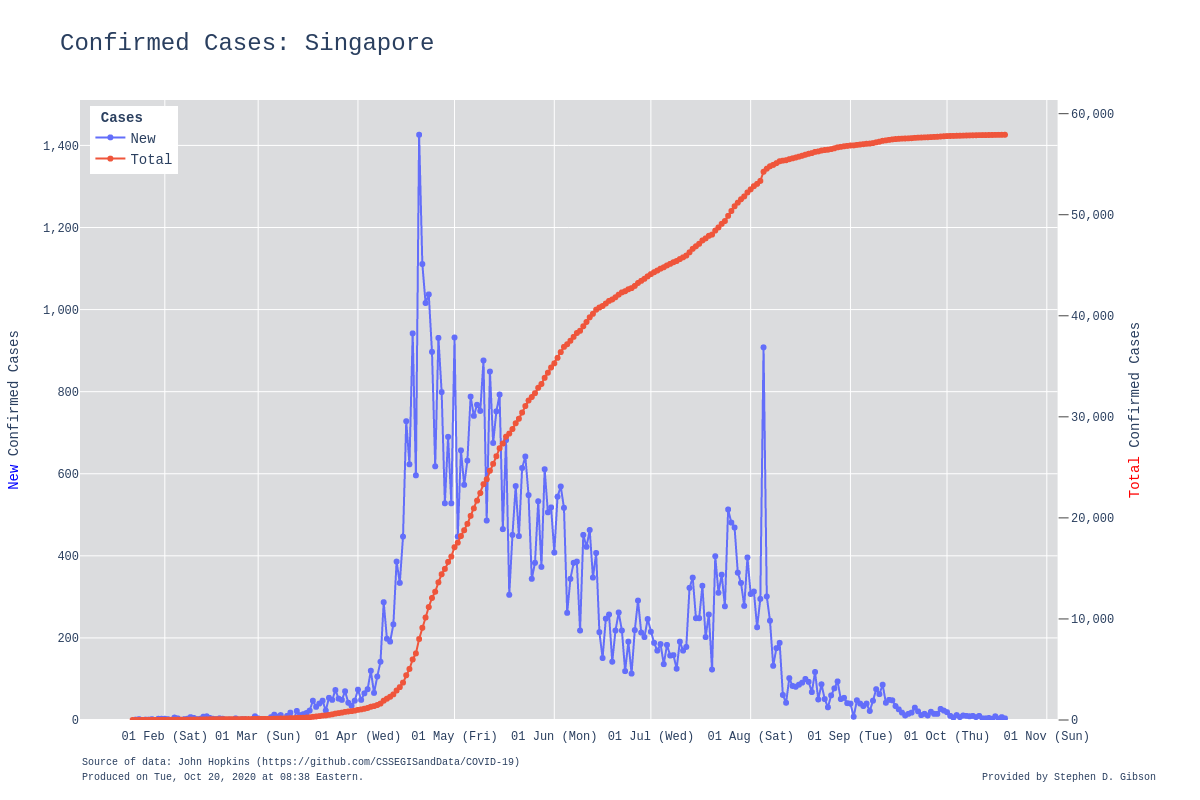 Confirmed Cases: Singapore
Cases
New
Total
1,400
1,200
1,000
800
600
400
200
0
New Confirmed Cases
60,000
50,000
40,000
30,000
20,000
10,000
0
Total Confirmed Cases
01 Feb (Sat) 01 Mar (Sun) 01 Apr (Wed) 01 May (Fri) 01 Jun (Mon) 01 Jul (Wed) 01 Aug (Sat) 01 Sep (Tue) 01 Oct (Thu) 01 Nov (Sun)
Source of data: John Hopkins (https://github.com/CSSEGISandData/COVID-19)
Produced on Tue, Oct 20, 2020 at 08:38 Eastern.
Provided by Stephen D. Gibson